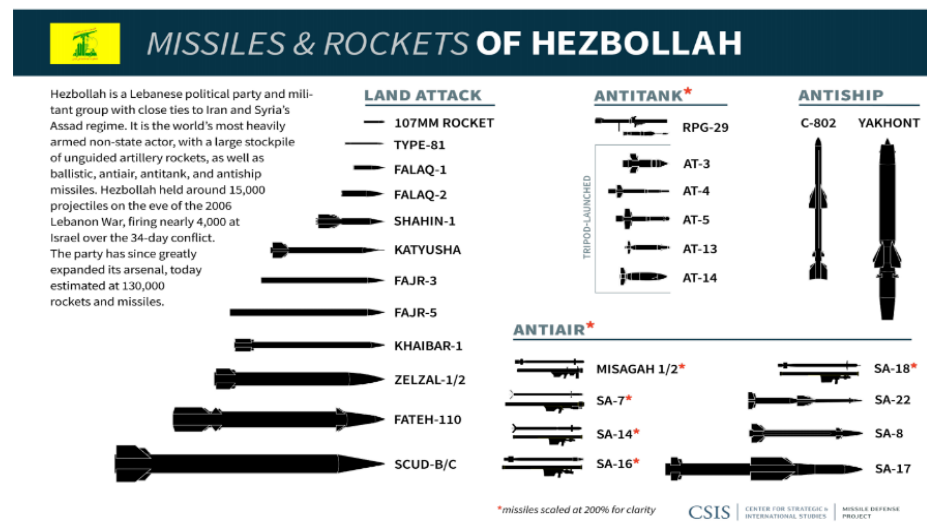 MISSILES & ROCKETS OF HEZBOLLAH
Hezbollah is a Lebanese political party and mili-
tant group with close ties to Iran and Syria's
Assad regime. It is the world's most heavily
armed non-state actor, with a large stockpile
of unguided artillery rockets, as well as
ballistic, antiair, antitank, and antiship
missiles. Hezbollah held around 15,000
projectiles on the eve of the 2006
Lebanon War, firing nearly 4,000 at
Israel over the 34-day conflict.
The party has since greatly
expanded its arsenal, today
estimated at 130,000
rockets and missiles.
LAND ATTACK
107MM ROCKET
TYPE-81
FALAQ-1
FALAQ-2
SHAHIN-1
KATYUSHA
FAJR-3
FAJR-5
KHAIBAR-1
ZELZAL-1/2
FATEH-110
SCUD-B/C
ANTITANK*
RPG-29
TRIPOD-LAUNCHED
AT-3
AT-4
AT-5
AT-13
AT-14
ANTISHIP
C-802 YAKHONT
ANTIAIR*
MISAGAH 1/2*
SA-7*
SA-14*
SA-16*
SA-18*
SA-22
SA-8
SA-17
*missiles scaled at 200% for clarity
CSIS
CENTER FOR STRATEGIC &
INTERNATIONAL STUDIES
MISSILE DEFENSE
PROJECT